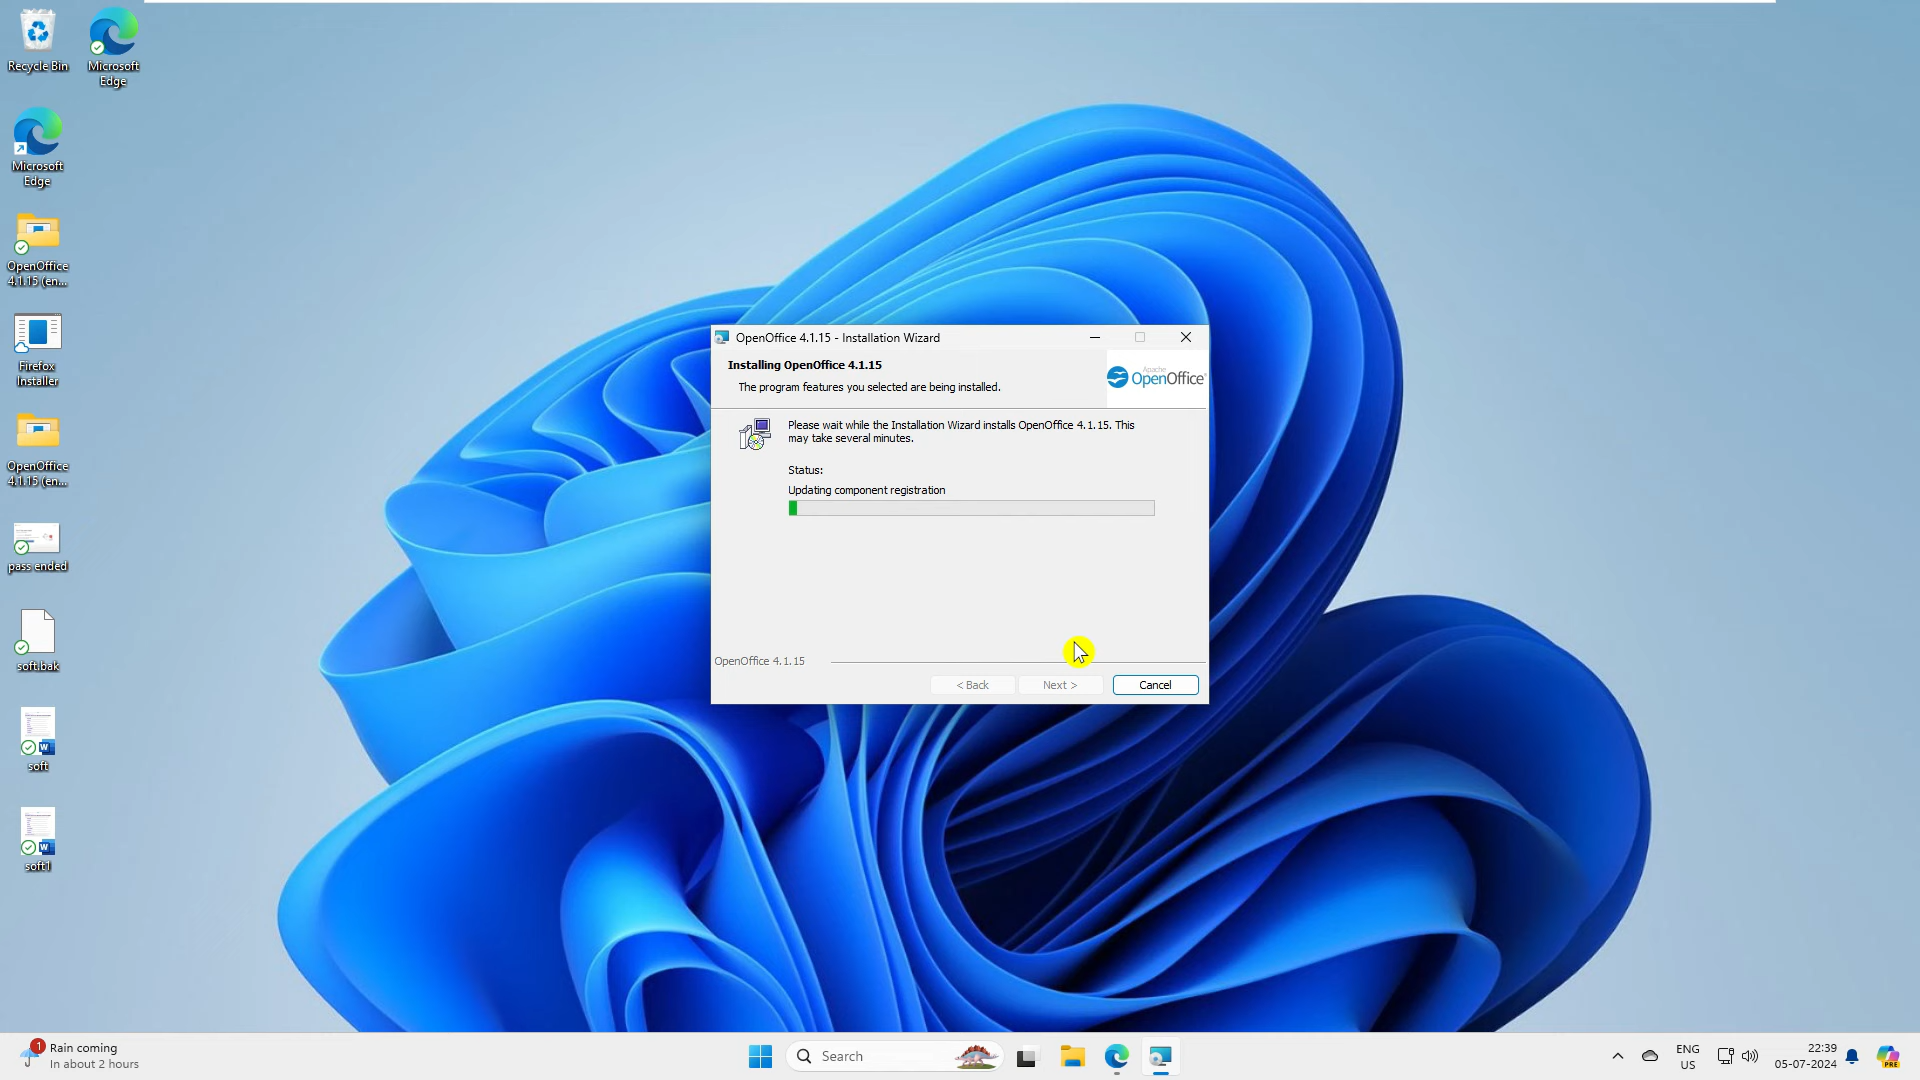 Recycle Bin
Microsoft
Edge
Microsoft
Edge
OpenOffice
4.1.15 (en...
Firefox
Installer
OpenOffice
4.1.15 (en...
pass ended
soft.bak
soft
soft1
OpenOffice 4.1.15 - Installation Wizard
Installing OpenOffice 4.1.15
The program features you selected are being installed.
Apache
OpenOffice
Please wait while the Installation Wizard installs OpenOffice 4.1.15. This
may take several minutes.
Status:
Updating component registration
OpenOffice 4.1.15
< Back
Next >
Cancel
1
Rain coming
In about 2 hours
Search
ENG
US
22:39
05-07-2024
PRE